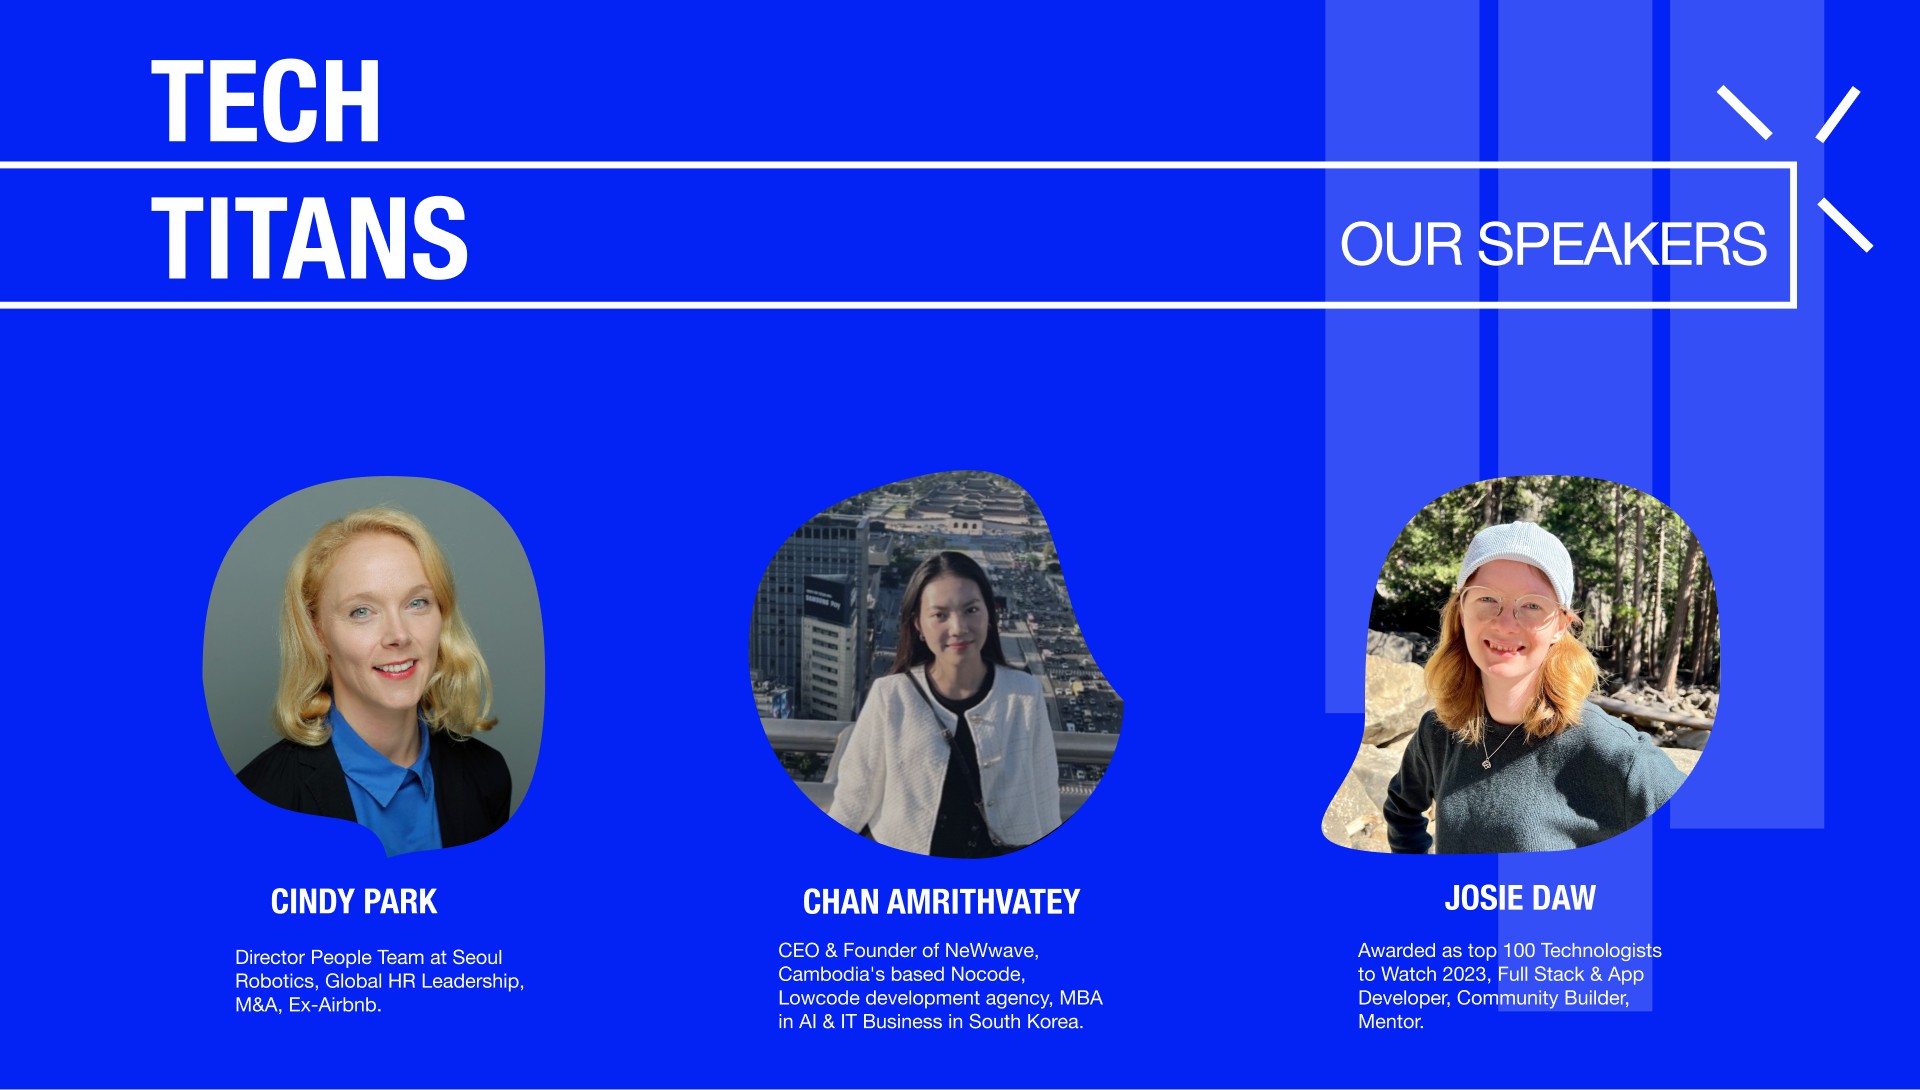 TECH
TITANS
OUR SPEAKERS
SAMSUNG PAY
CINDY PARK
Director People Team at Seoul
Robotics, Global HR Leadership,
M&A, Ex-Airbnb.
CHAN AMRITHVATEY
CEO & Founder of NeWwave,
Cambodia's based Nocode,
Lowcode development agency, MBA
in AI & IT Business in South Korea.
JOSIE DAW
Awarded as top 100 Technologists
to Watch 2023, Full Stack & App
Developer, Community Builder,
Mentor.